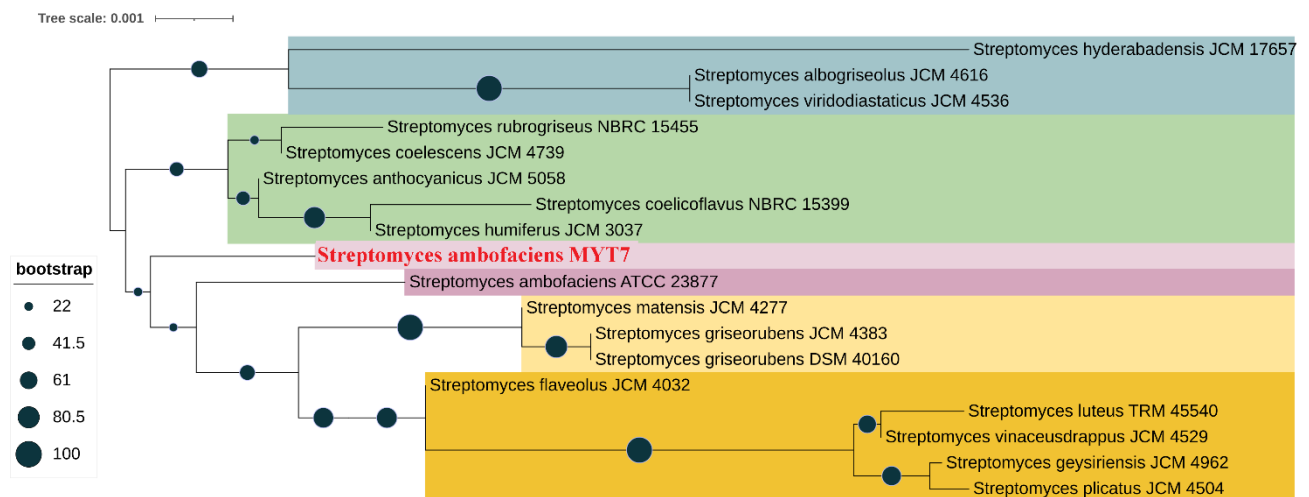 Tree scale: 0.001
Streptomyces hyderabadensis JCM 17657
Streptomyces albogriseolus JCM 4616
Streptomyces viridodiastaticus JCM 4536
Streptomyces rubrogriseus NBRC 15455
Streptomyces coelescens JCM 4739
Streptomyces anthocyanicus JCM 5058
Streptomyces coelicoflavus NBRC 15399
Streptomyces humiferus JCM 3037
Streptomyces ambofaciens MYT7
Streptomyces ambofaciens ATCC 23877
Streptomyces matensis JCM 4277
Streptomyces griseorubens JCM 4383
Streptomyces griseorubens DSM 40160
Streptomyces flaveolus JCM 4032
Streptomyces luteus TRM 45540
Streptomyces vinaceusdrappus JCM 4529
Streptomyces geysiriensis JCM 4962
Streptomyces plicatus JCM 4504
bootstrap
22
41.5
61
80.5
100